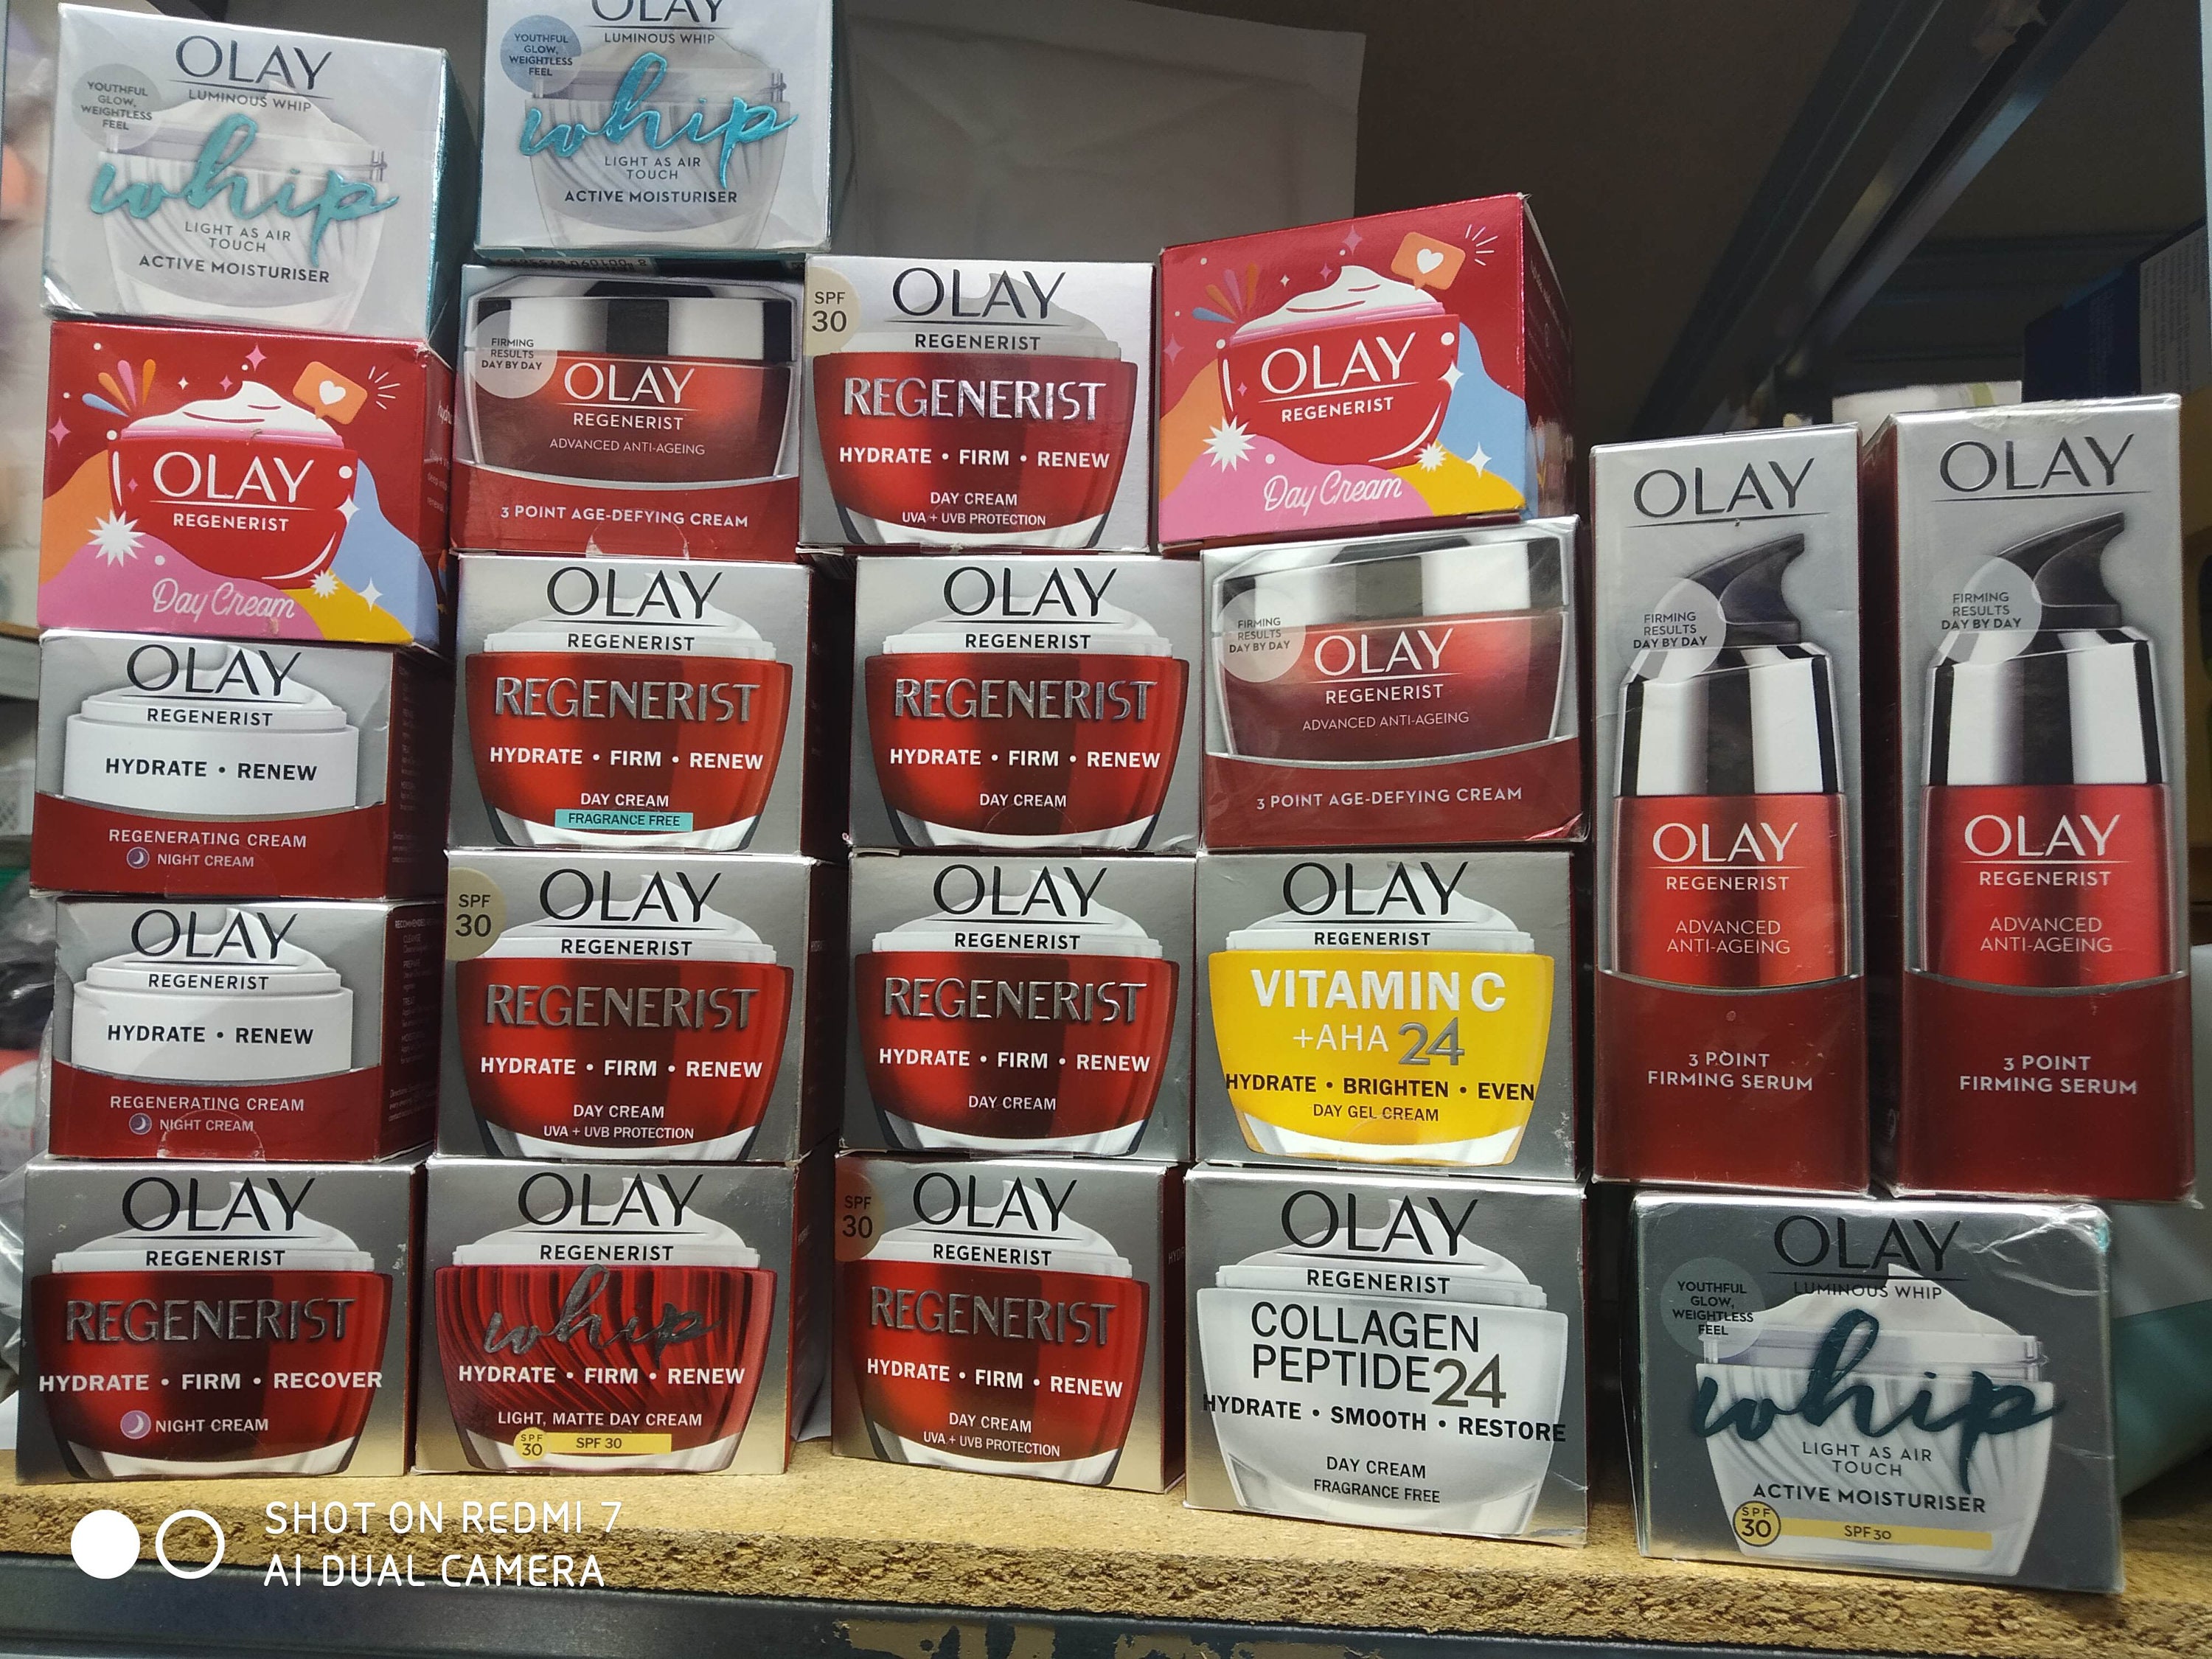 OLAY
LUMINOUS WHIP
YOUTHFUL
GLOW,
WEIGHTLESS
FEEL
whip
LIGHT AS AIR
TOUCH
ACTIVE MOISTURISER
OLAY
LUMINOUS WHIP
YOUTHFUL
GLOW,
WEIGHTLESS
FEEL
whip
LIGHT AS AIR
TOUCH
ACTIVE MOISTURISER
OLAY
REGENERIST
Day Cream
FIRMING
RESULTS
DAY BY DAY
OLAY
REGENERIST
ADVANCED ANTI-AGEING
3 POINT AGE-DEFYING CREAM
SPF
30
OLAY
REGENERIST
REGENERIST
HYDRATE • FIRM • RENEW
DAY CREAM
UVA + UVB PROTECTION
OLAY
REGENERIST
Day Cream
OLAY
REGENERIST
HYDRATE • RENEW
REGENERATING CREAM
NIGHT CREAM
OLAY
REGENERIST
REGENERIST
HYDRATE • FIRM • RENEW
DAY CREAM
FRAGRANCE FREE
OLAY
REGENERIST
REGENERIST
HYDRATE • FIRM • RENEW
DAY CREAM
FIRMING
RESULTS
DAY BY DAY
OLAY
REGENERIST
ADVANCED ANTI-AGEING
3 POINT AGE-DEFYING CREAM
OLAY
FIRMING
RESULTS
DAY BY DAY
OLAY
REGENERIST
ADVANCED
ANTI-AGEING
3 POINT
FIRMING SERUM
OLAY
FIRMING
RESULTS
DAY BY DAY
OLAY
REGENERIST
ADVANCED
ANTI-AGEING
3 POINT
FIRMING SERUM
OLAY
REGENERIST
HYDRATE • RENEW
REGENERATING CREAM
NIGHT CREAM
SPF
30
OLAY
REGENERIST
REGENERIST
HYDRATE • FIRM • RENEW
DAY CREAM
UVA + UVB PROTECTION
OLAY
REGENERIST
REGENERIST
HYDRATE • FIRM • RENEW
DAY CREAM
OLAY
REGENERIST
VITAMIN C
+AHA 24
HYDRATE • BRIGHTEN • EVEN
DAY GEL CREAM
OLAY
REGENERIST
REGENERIST
HYDRATE • FIRM • RECOVER
NIGHT CREAM
OLAY
REGENERIST
whip
HYDRATE • FIRM • RENEW
LIGHT, MATTE DAY CREAM
SPF
30
SPF 30
SPF
30
OLAY
REGENERIST
REGENERIST
HYDRATE • FIRM • RENEW
DAY CREAM
UVA + UVB PROTECTION
OLAY
REGENERIST
COLLAGEN
PEPTIDE24
HYDRATE • SMOOTH • RESTORE
DAY CREAM
FRAGRANCE FREE
OLAY
LUMINOUS WHIP
YOUTHFUL
GLOW,
WEIGHTLESS
FEEL
whip
LIGHT AS AIR
TOUCH
ACTIVE MOISTURISER
SPF
30
SPF30
SHOT ON REDMI 7
AI DUAL CAMERA